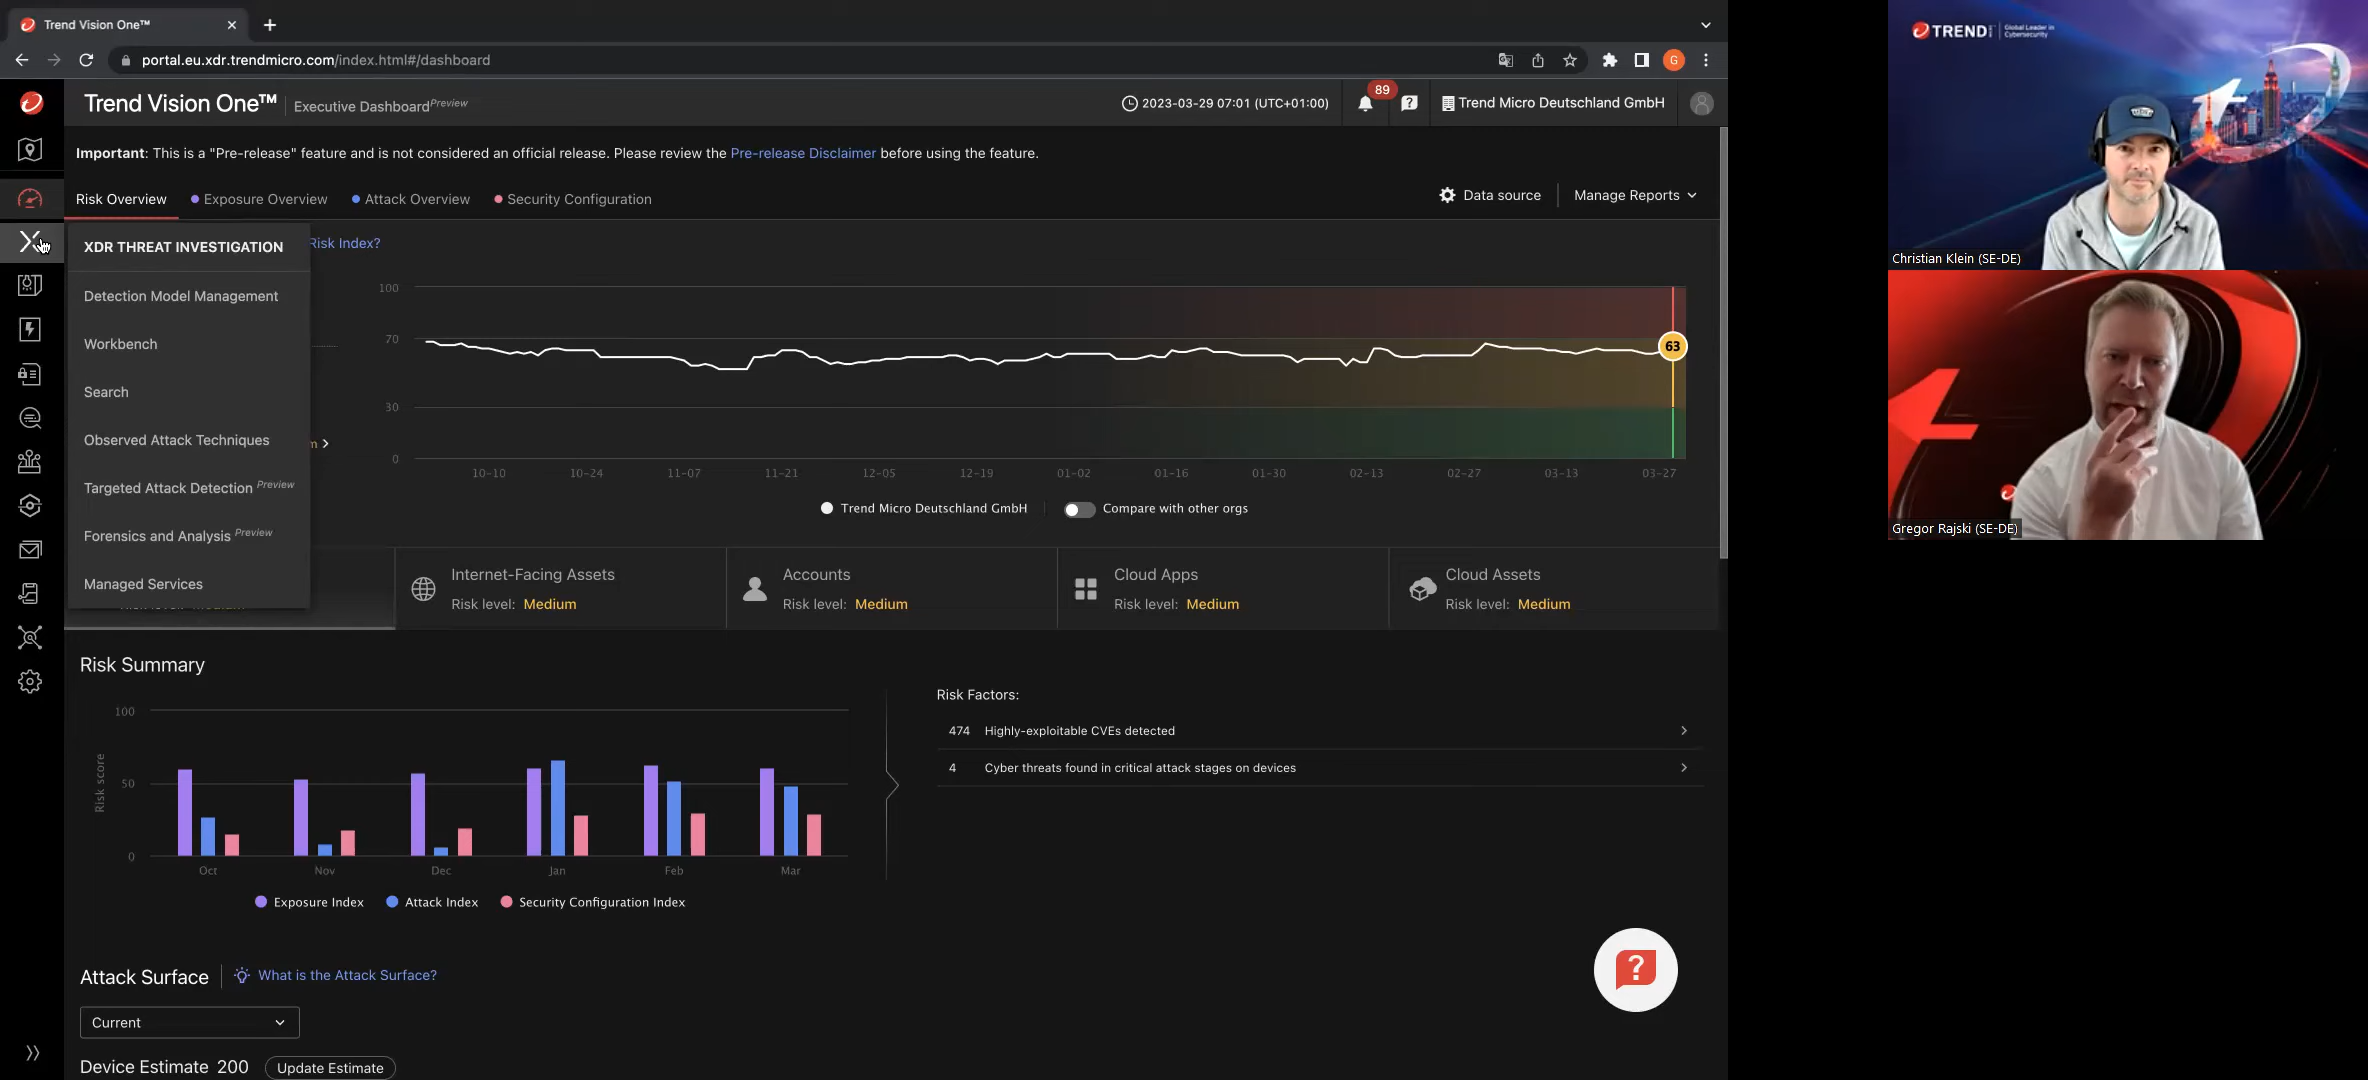 Trend Vision One™
portal.eu.xdr.trendmicro.com/index.html#/dashboard
G
Trend Vision One™ | Executive Dashboard Preview
2023-03-29 07:01 (UTC+01:00)
89
Trend Micro Deutschland GmbH
Important: This is a "Pre-release" feature and is not considered an official release. Please review the Pre-release Disclaimer before using the feature.
Risk Overview
Exposure Overview
Attack Overview
Security Configuration
Data source
Manage Reports
XDR THREAT INVESTIGATION
Detection Model Management
Workbench
Search
Observed Attack Techniques
Targeted Attack Detection Preview
Forensics and Analysis Preview
Managed Services
Risk Index?
100
70
30
0
63
10-10 10-24 11-07 11-21 12-05 12-19 01-02 01-16 01-30 02-13 02-27 03-13 03-27
Trend Micro Deutschland GmbH
Compare with other orgs
Internet-Facing Assets
Risk level: Medium
Accounts
Risk level: Medium
Cloud Apps
Risk level: Medium
Cloud Assets
Risk level: Medium
Risk Summary
Risk score
100
50
0
Oct Nov Dec Jan Feb Mar
Exposure Index
Attack Index
Security Configuration Index
Risk Factors:
474 Highly-exploitable CVEs detected
4 Cyber threats found in critical attack stages on devices
Attack Surface
What is the Attack Surface?
Current
Device Estimate 200
Update Estimate
TREND MICRO
Global Leader in
Cybersecurity
Christian Klein (SE-DE)
Gregor Rajski (SE-DE)